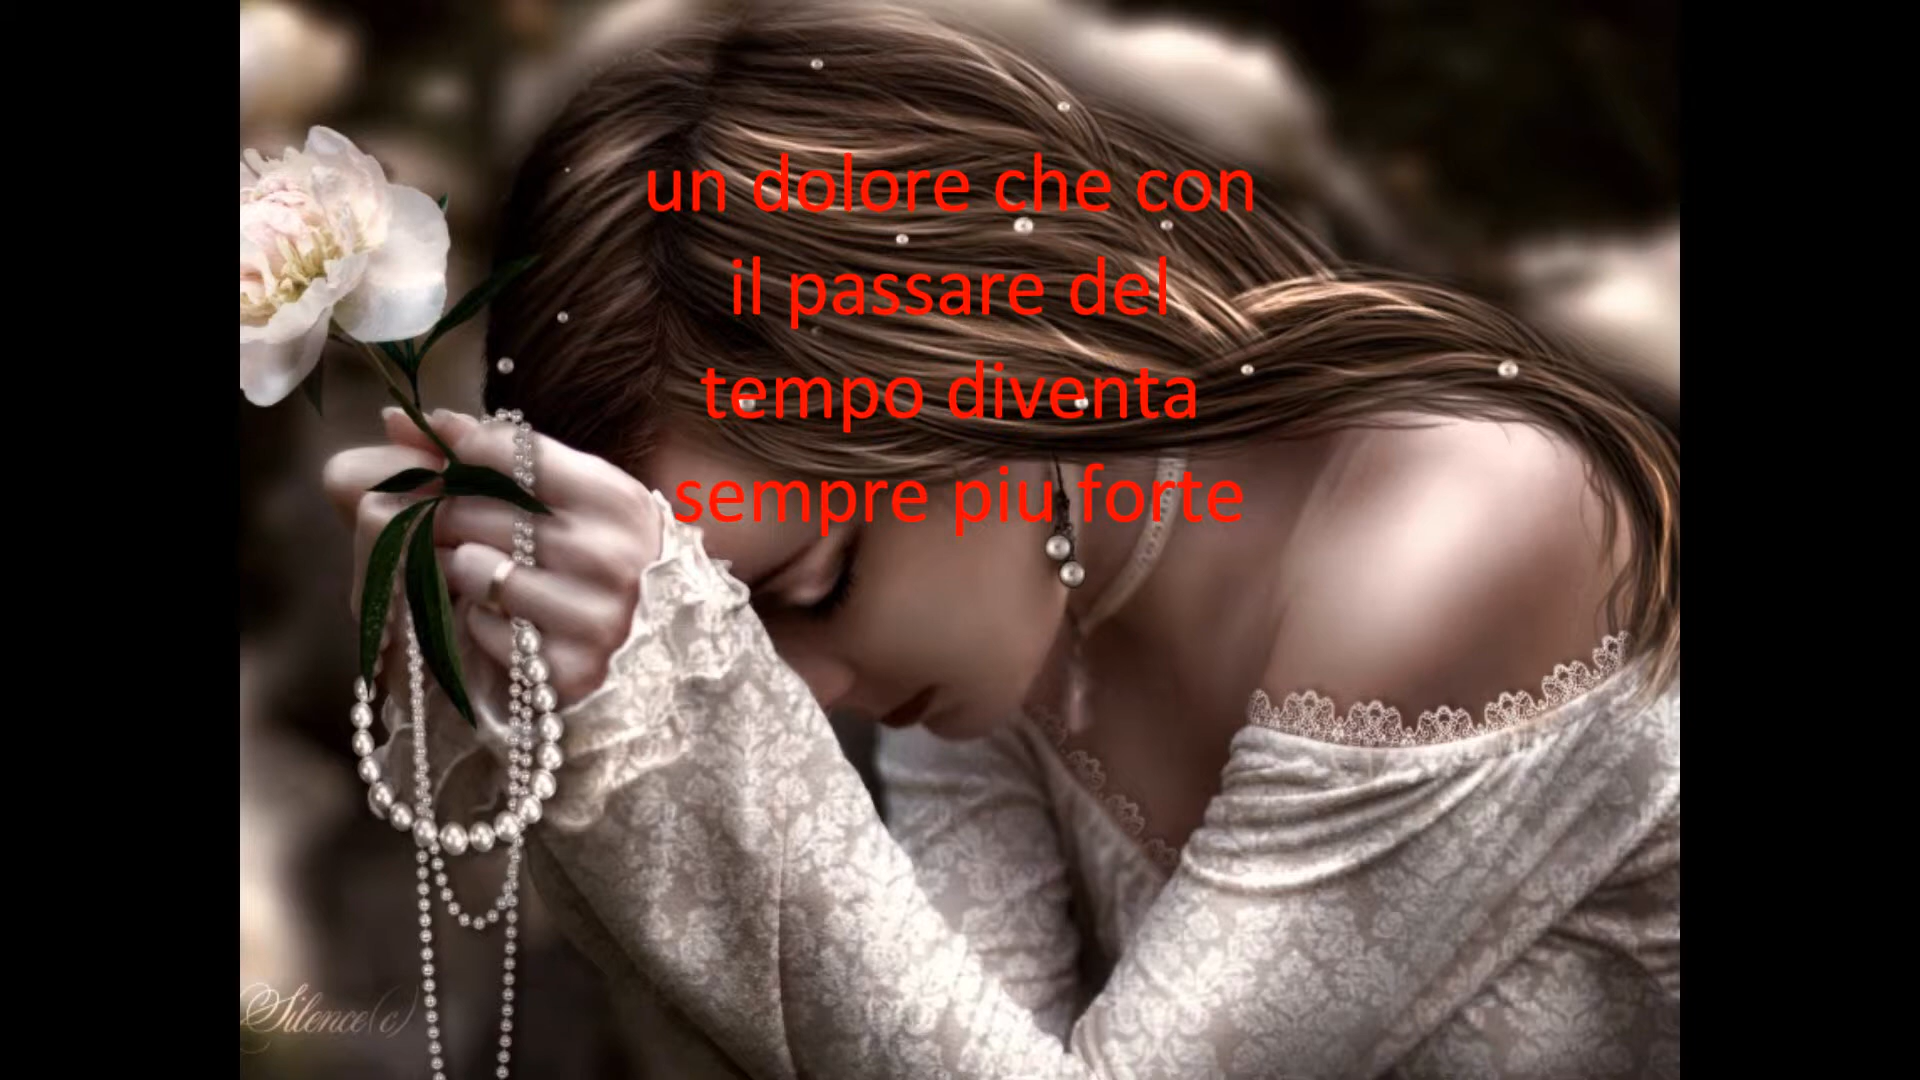 un dolore che con
il passare del
tempo diventa
sempre piu forte
Silence(c)